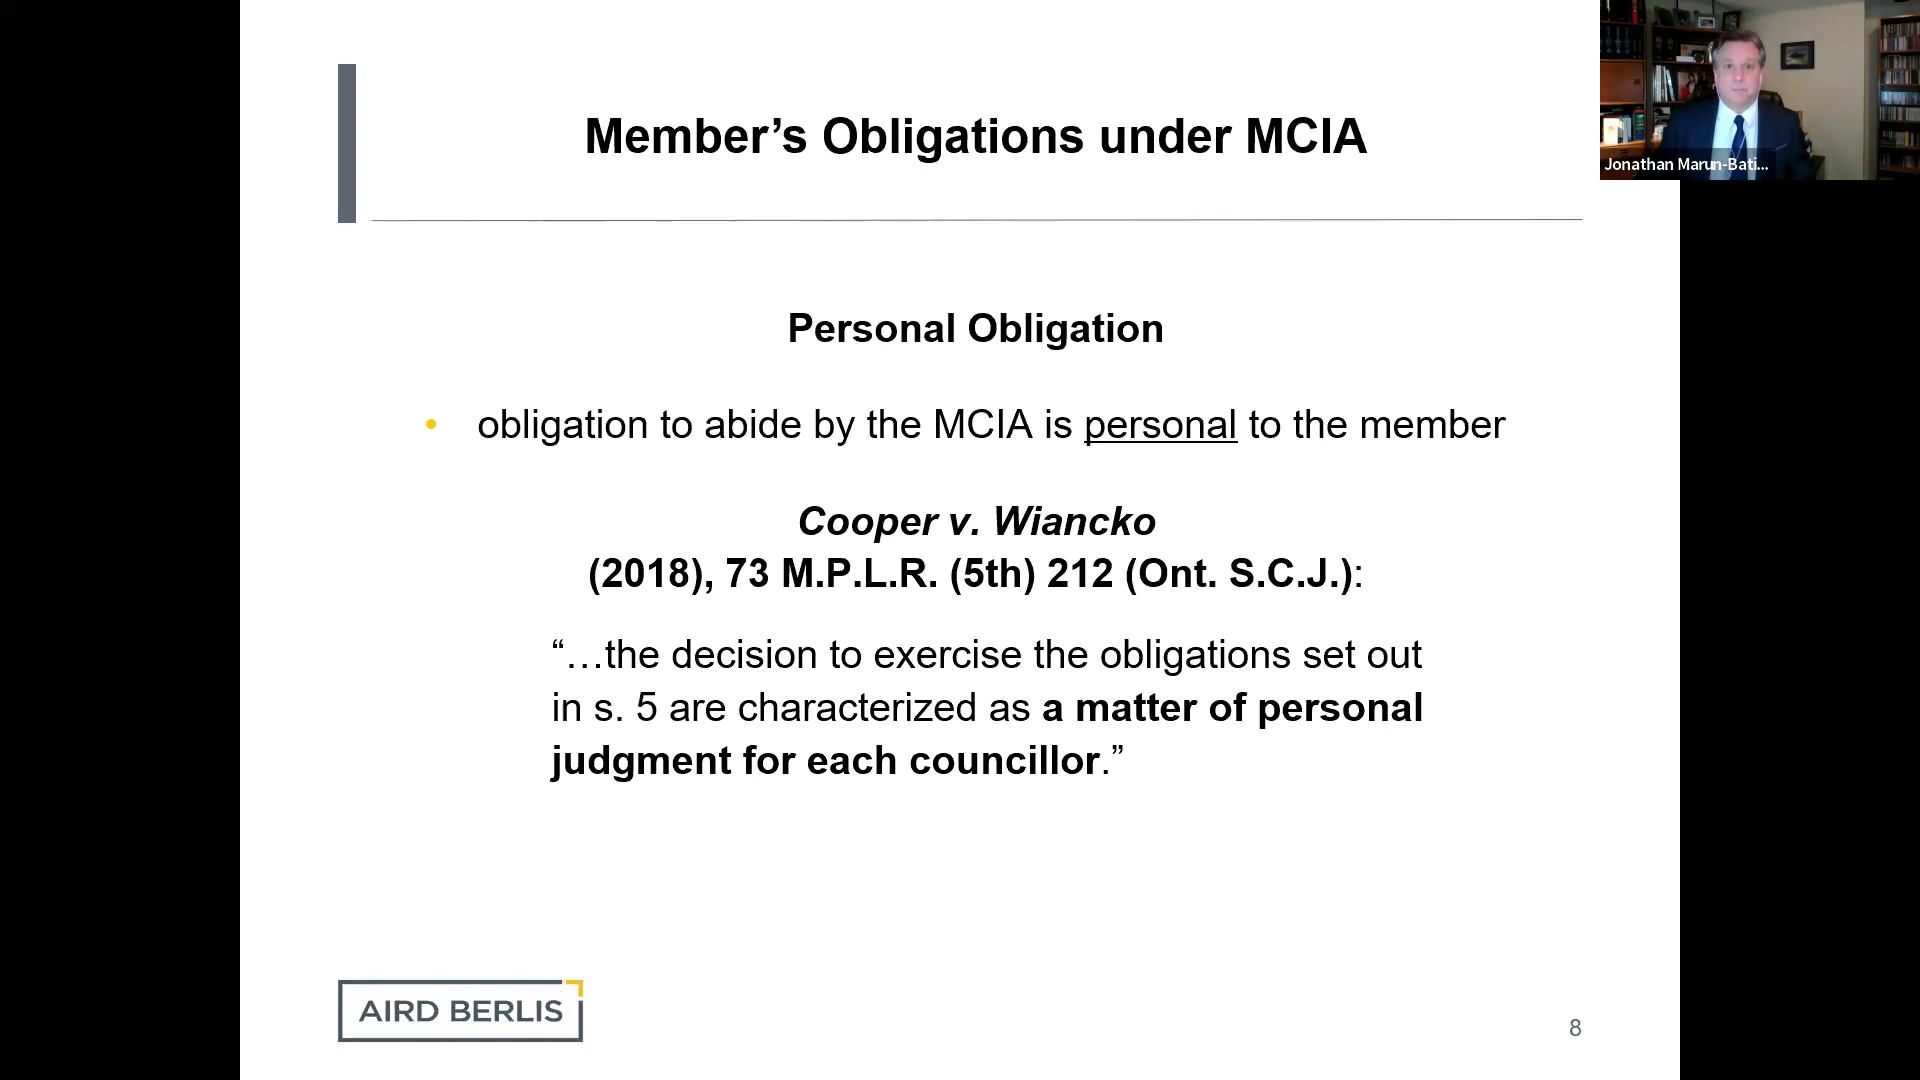 Member’s Obligations under MCIA
Jonathan Marun-Bati...
Personal Obligation
• obligation to abide by the MCIA is personal to the member
Cooper v. Wiancko
(2018), 73 M.P.L.R. (5th) 212 (Ont. S.C.J.):
“…the decision to exercise the obligations set out
in s. 5 are characterized as a matter of personal
judgment for each councillor.”
AIRD BERLIS
8